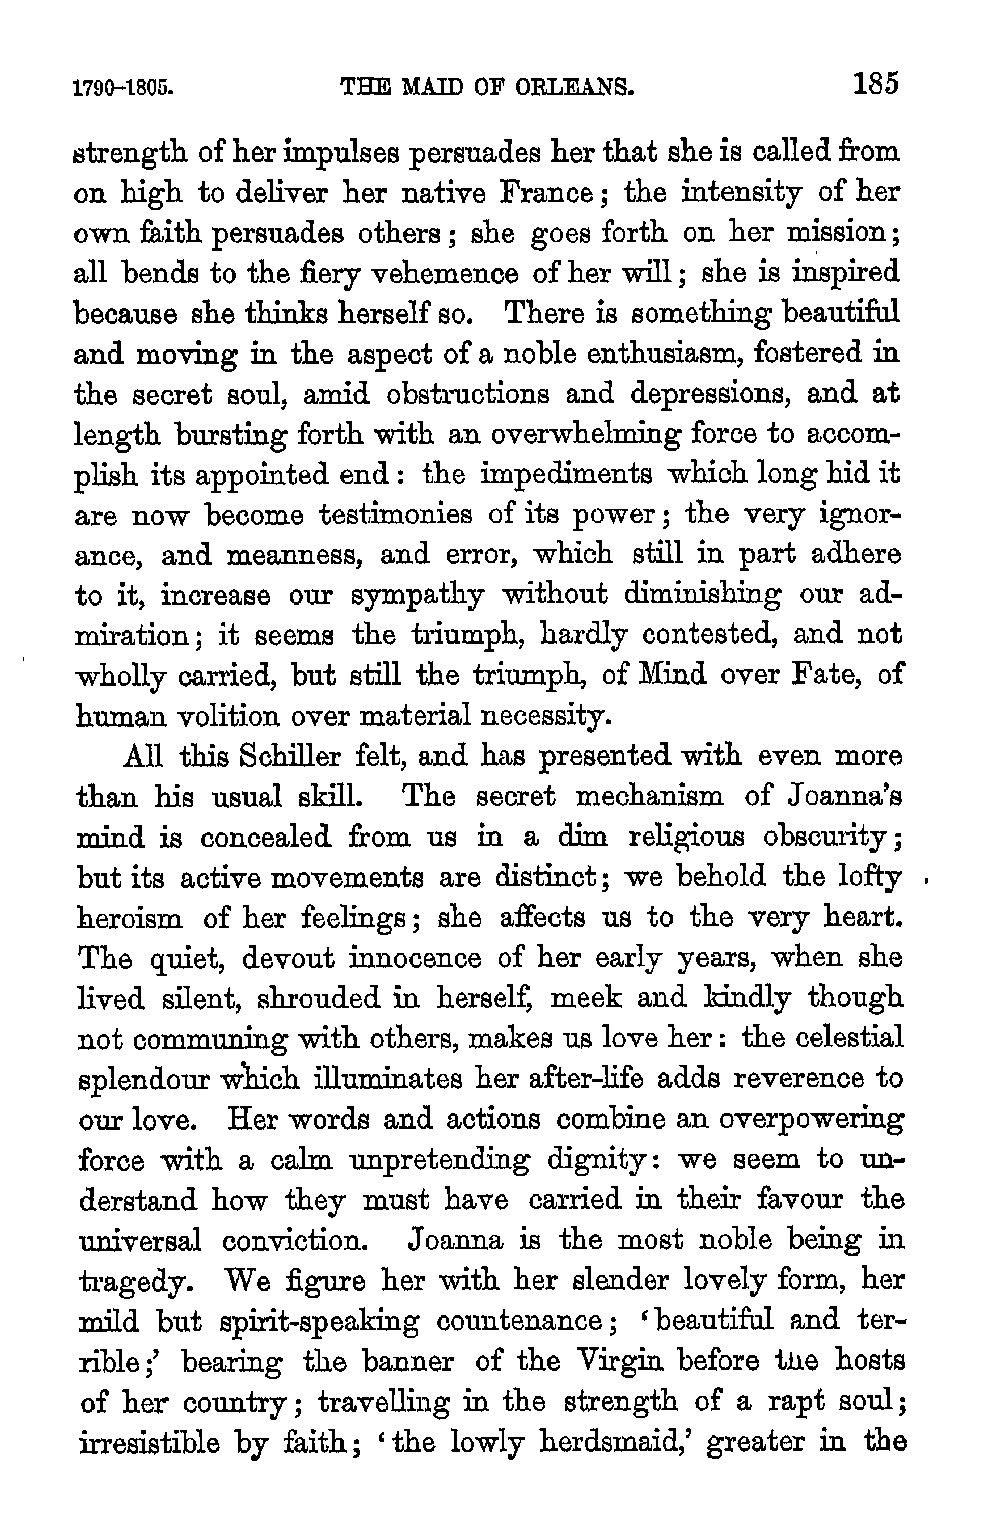 1790–1805. THE MAID OF ORLEANS. 185
strength of her impulses persuades her that she is called from
on high to deliver her native France; the intensity of her
own faith persuades others; she goes forth on her mission;
all bends to the fiery vehemence of her will; she is inspired
because she thinks herself so. There is something beautiful
and moving in the aspect of a noble enthusiasm, fostered in
the secret soul, amid obstructions and depressions, and at
length bursting forth with an overwhelming force to accom-
plish its appointed end: the impediments which long hid it
are now become testimonies of its power; the very ignor-
ance, and meanness, and error, which still in part adhere
to it, increase our sympathy without diminishing our ad-
miration; it seems the triumph, hardly contested, and not
wholly carried, but still the triumph, of Mind over Fate, of
human volition over material necessity.
All this Schiller felt, and has presented with even more
than his usual skill. The secret mechanism of Joanna's
mind is concealed from us in a dim religious obscurity;
but its active movements are distinct; we behold the lofty
heroism of her feelings; she affects us to the very heart.
The quiet, devout innocence of her early years, when she
lived silent, shrouded in herself, meek and kindly though
not communing with others, makes us love her: the celestial
splendour which illuminates her after-life adds reverence to
our love. Her words and actions combine an overpowering
force with a calm unpretending dignity: we seem to un-
derstand how they must have carried in their favour the
universal conviction. Joanna is the most noble being in
tragedy. We figure her with her slender lovely form, her
mild but spirit-speaking countenance; 'beautiful and ter-
rible;' bearing the banner of the Virgin before the hosts
of her country; travelling in the strength of a rapt soul;
irresistible by faith; 'the lowly herdsmaid,' greater in the